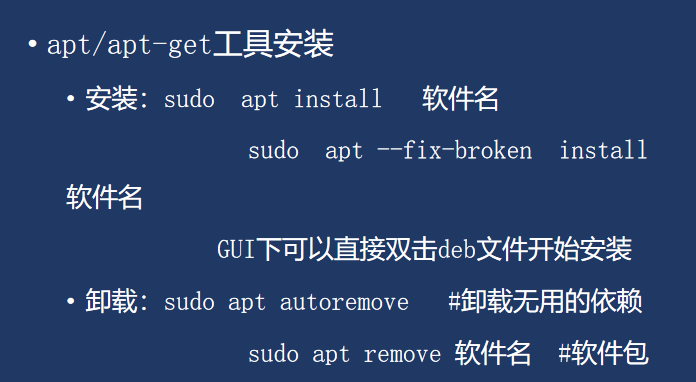 •apt/apt-get工具安装
•安装：sudo apt install 软件名
sudo apt --fix-broken install
软件名
GUI下可以直接双击deb文件开始安装
•卸载：sudo apt autoremove #卸载无用的依赖
sudo apt remove 软件名 #软件包